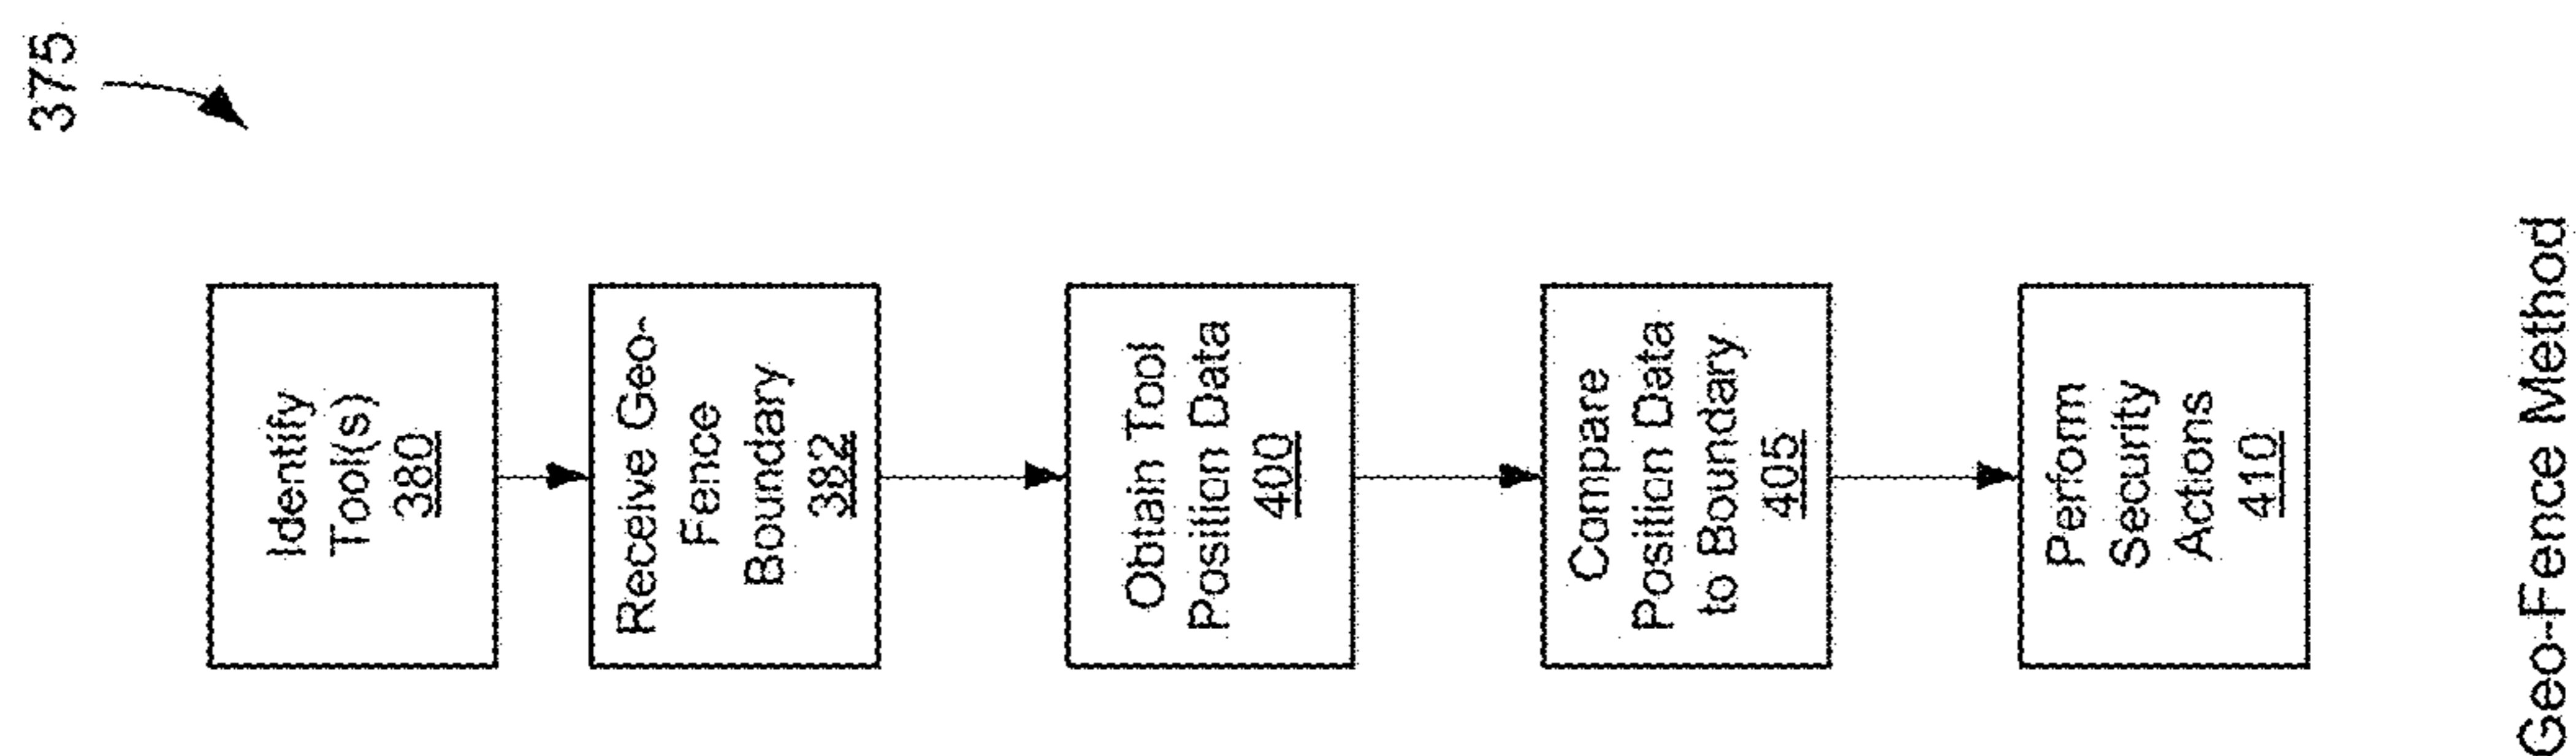 375
Identify
Tool(s)
380
Receive Geo-
Fence
Boundary
382
Obtain Tool
Position Data
400
Compare
Position Data
to Boundary
405
Perform
Security
Actions
410
Geo-Fence Method